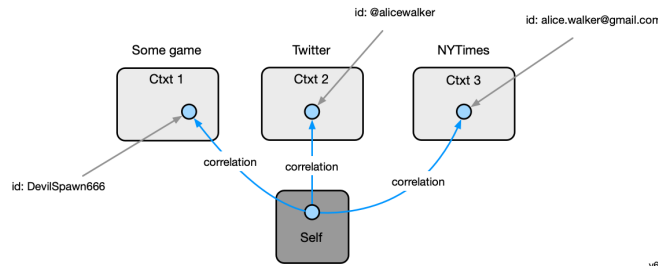 id: @alicewalker
id: alice.walker@gmail.com
Some game
Twitter
NYTimes
Ctxt 1
Ctxt 2
Ctxt 3
correlation
correlation
correlation
id: DevilSpawn666
Self
v6